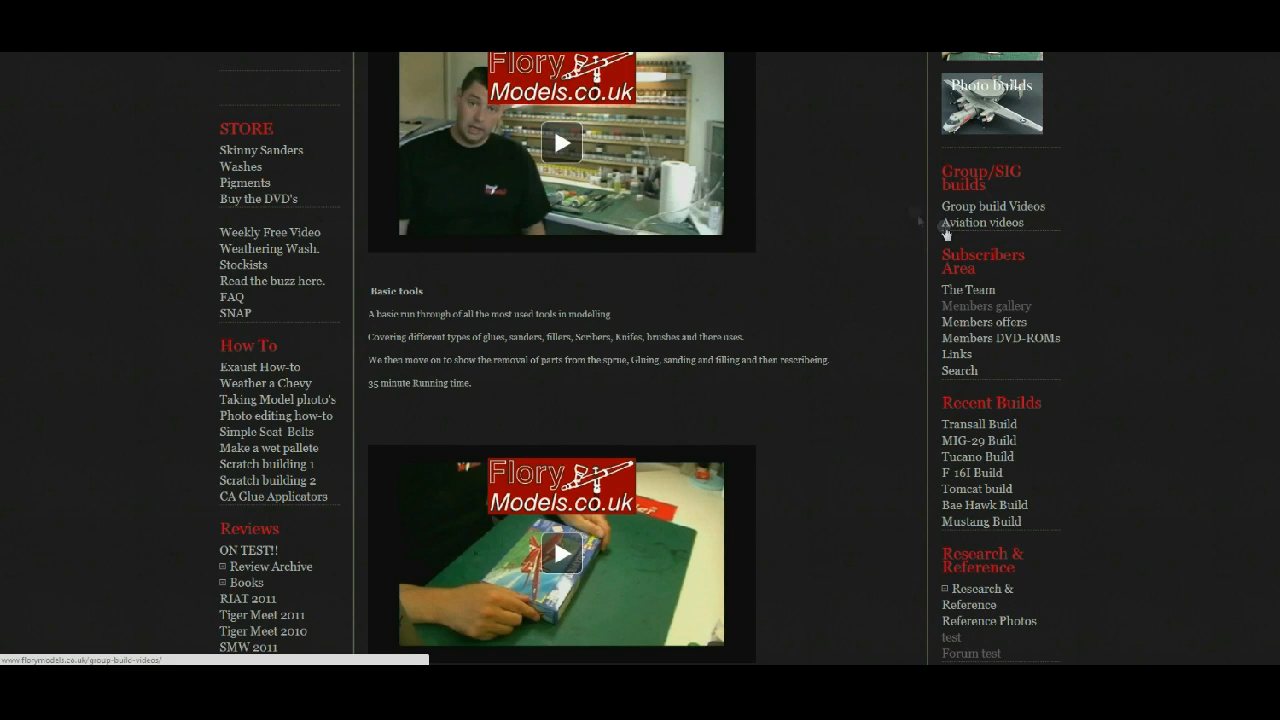 STORE
Skinny Sanders
Washes
Pigments
Buy the DVD's
Weekly Free Video
Weathering Wash.
Stockists
Read the buzz here.
FAQ
SNAP
How To
Exaust How-to
Weather a Chevy
Taking Model photo's
Photo editing how-to
Simple Seat Belts
Make a wet pallete
Scratch building 1
Scratch building 2
CA Glue Applicators
Reviews
ON TEST!!
Review Archive
Books
RIAT 2011
Tiger Meet 2011
Tiger Meet 2010
SMW 2011
www.florymodels.co.uk/group-build-videos/
Flory
Models.co.uk
Basic tools
A basic run through of all the most used tools in modelling
Covering different types of glues, sanders, fillers, Scribers, Knifes, brushes and there uses.
We then move on to show the removal of parts from the sprue, Gluing, sanding and filling and then rescribeing.
35 minute Running time.
Flory
Models.co.uk
Photo builds
Group/SIG
builds
Group build Videos
Aviation videos
Subscribers
Area
The Team
Members gallery
Members offers
Members DVD-ROMs
Links
Search
Recent Builds
Transall Build
MIG-29 Build
Tucano Build
F-16I Build
Tomcat build
Bae Hawk Build
Mustang Build
Research &
Reference
Research &
Reference
Reference Photos
test
Forum test